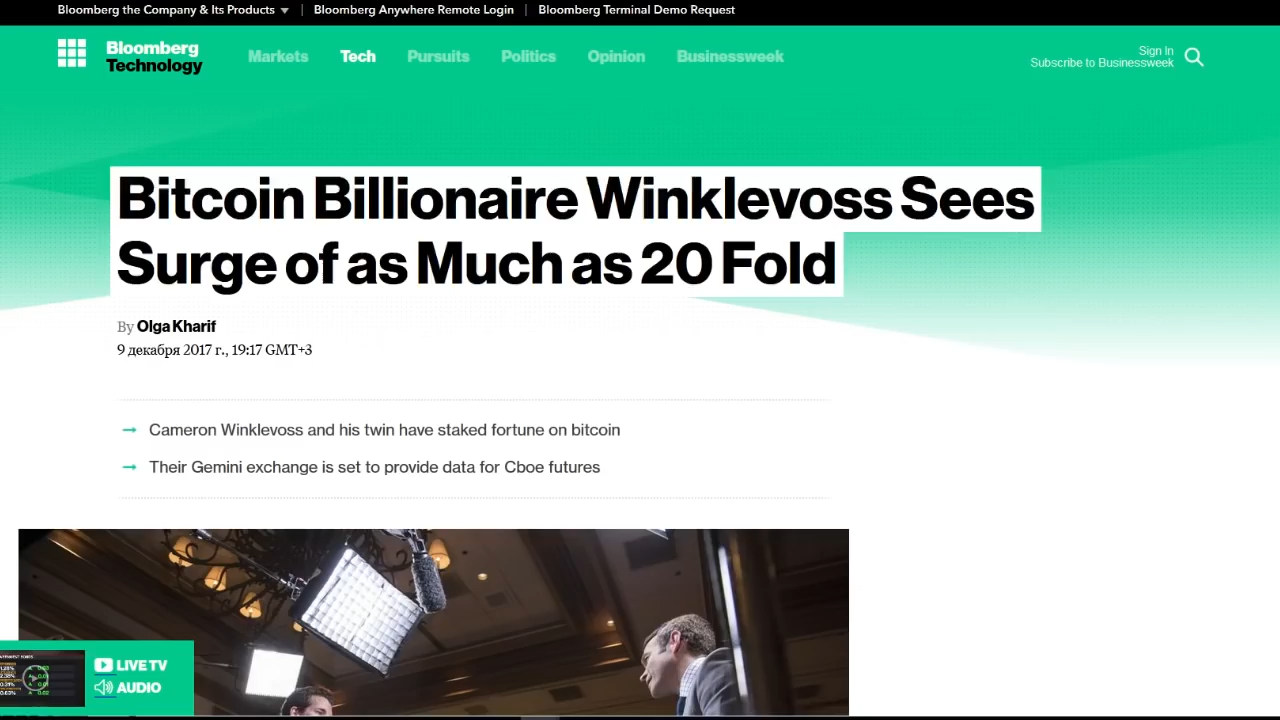 Bloomberg the Company & Its Products
Bloomberg Anywhere Remote Login
Bloomberg Terminal Demo Request
Bloomberg
Technology
Markets
Tech
Pursuits
Politics
Opinion
Businessweek
Sign In
Subscribe to Businessweek
Bitcoin Billionaire Winklevoss Sees
Surge of as Much as 20 Fold
By Olga Kharif
9 декабря 2017 г., 19:17 GMT+3
Cameron Winklevoss and his twin have staked fortune on bitcoin
Their Gemini exchange is set to provide data for Cboe futures
LIVE TV
AUDIO